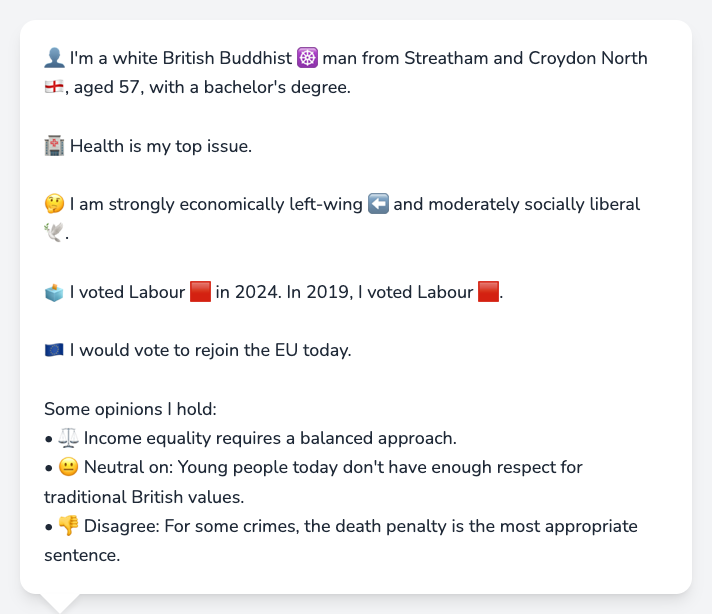 👤 I'm a white British Buddhist ☸️ man from Streatham and Croydon North
🏴󠁧󠁢󠁥󠁮󠁧󠁿, aged 57, with a bachelor's degree.
🏥 Health is my top issue.
🤔 I am strongly economically left-wing ⬅️ and moderately socially liberal
🕊️.
🗳️ I voted Labour 🟥 in 2024. In 2019, I voted Labour 🟥.
🇪🇺 I would vote to rejoin the EU today.
Some opinions I hold:
• ⚖️ Income equality requires a balanced approach.
• 😐 Neutral on: Young people today don't have enough respect for
traditional British values.
• 👎 Disagree: For some crimes, the death penalty is the most appropriate
sentence.